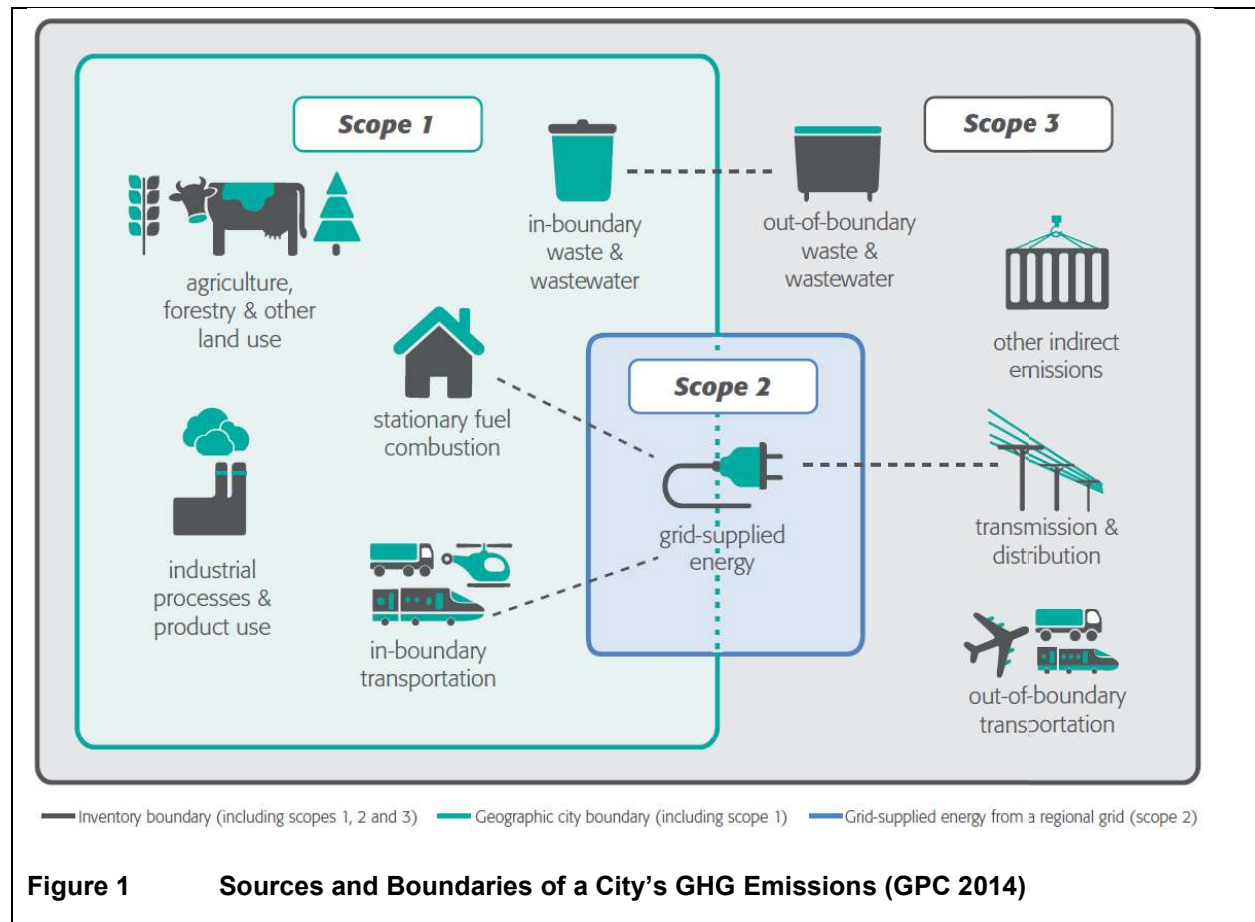 Scope 1
Scope 3
in-boundary
waste &
wastewater
out-of-boundary
waste &
wastewater
agriculture,
forestry & other
land use
other indirect
emissions
Scope 2
stationary fuel
combustion
grid-supplied
energy
transmission &
distribution
industrial
processes &
product use
in-boundary
transportation
out-of-boundary
transportation
Inventory boundary (including scopes 1, 2 and 3) Geographic city boundary (including scope 1) Grid-supplied energy from a regional grid (scope 2)
Figure 1 Sources and Boundaries of a City's GHG Emissions (GPC 2014)